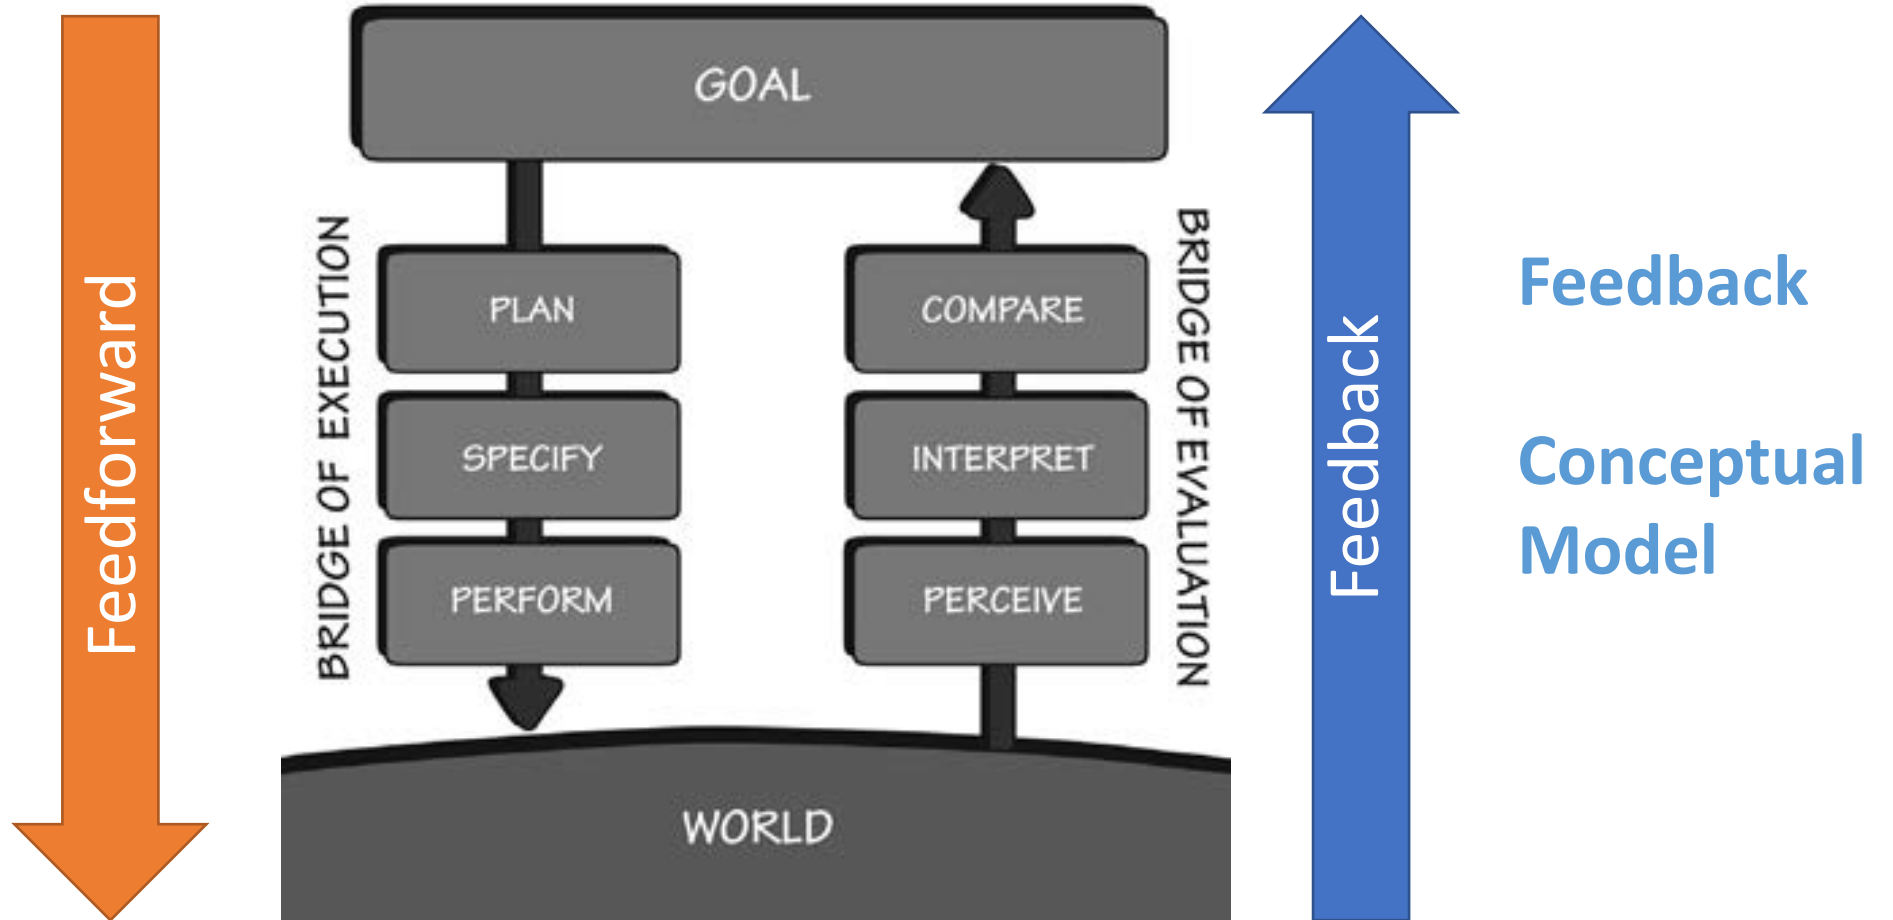 Feedforward
GOAL
BRIDGE OF EXECUTION
PLAN
SPECIFY
PERFORM
COMPARE
INTERPRET
PERCEIVE
BRIDGE OF EVALUATION
WORLD
Feedback
Feedback
Conceptual
Model